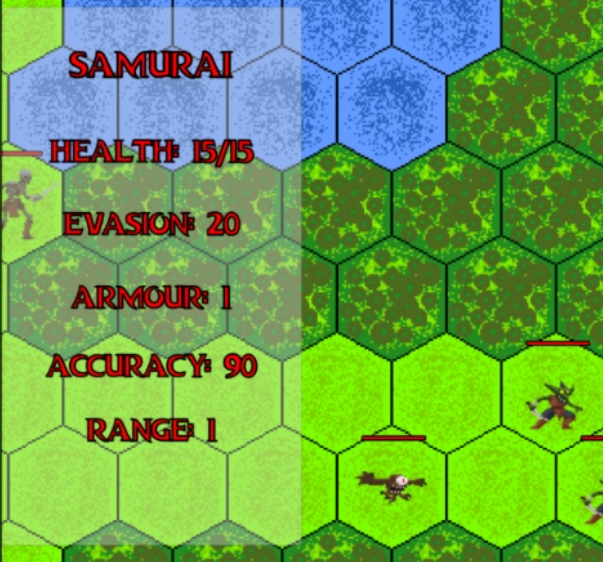 SAMURAI
HEALTH: 15/15
EVASION: 20
ARMOUR: 1
ACCURACY: 90
RANGE: 1